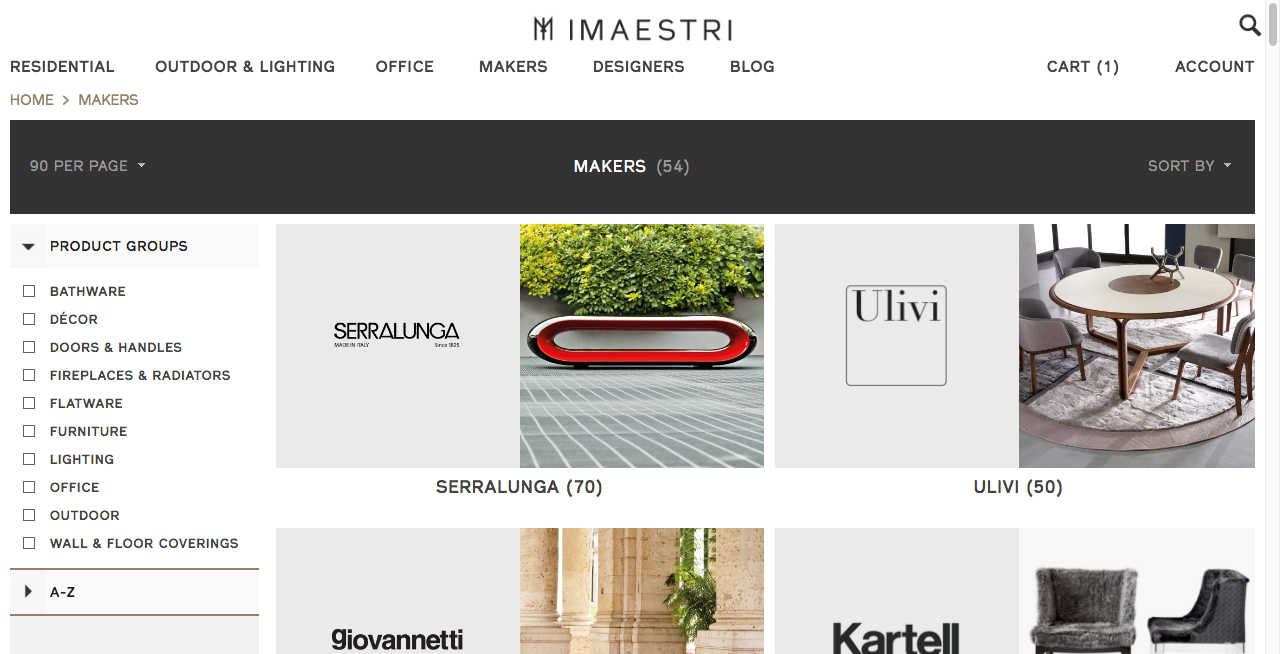 IMAESTRI
RESIDENTIAL OUTDOOR & LIGHTING OFFICE MAKERS DESIGNERS BLOG CART (1) ACCOUNT
HOME > MAKERS
90 PER PAGE MAKERS (54) SORT BY
PRODUCT GROUPS
BATHWARE
DÉCOR
DOORS & HANDLES
FIREPLACES & RADIATORS
FLATWARE
FURNITURE
LIGHTING
OFFICE
OUTDOOR
WALL & FLOOR COVERINGS
A-Z
SERRALUNGA
MADE IN ITALY Since 1825
SERRALUNGA (70)
Ulivi
ULIVI (50)
giovannetti
Kartell